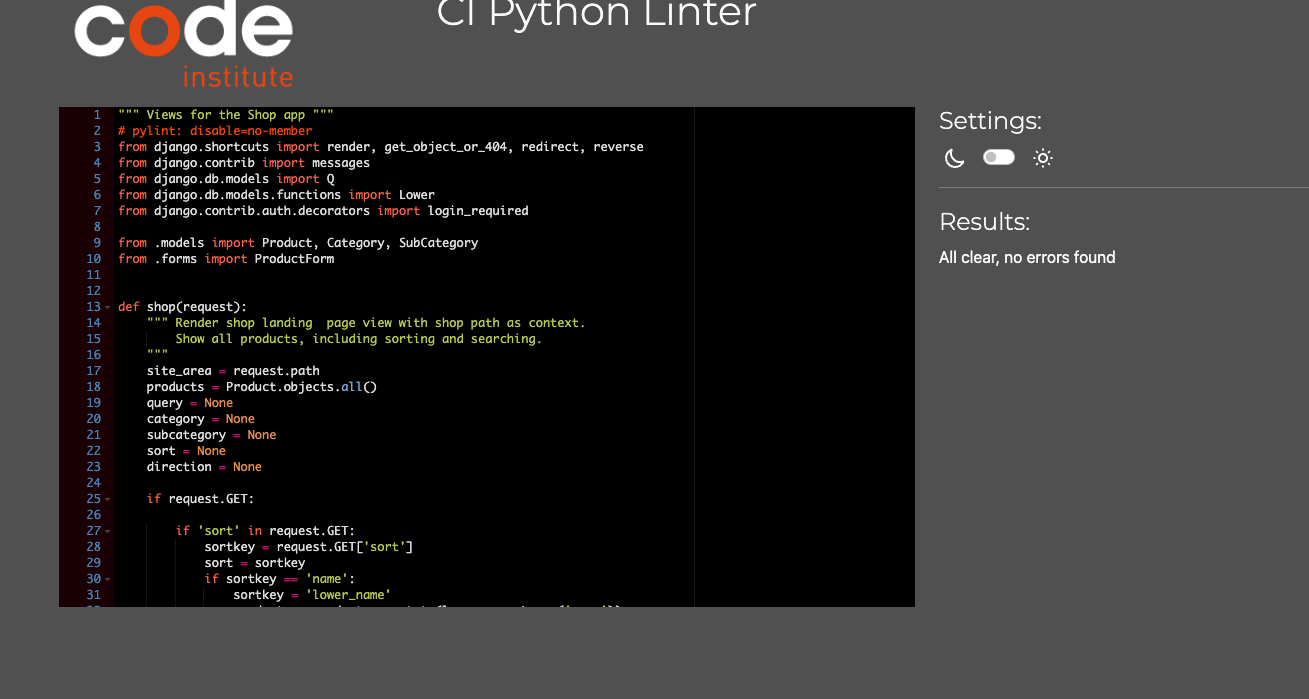 code
institute
CI Python Linter
1 """ Views for the Shop app """
2 # pylint: disable=no-member
3 from django.shortcuts import render, get_object_or_404, redirect, reverse
4 from django.contrib import messages
5 from django.db.models import Q
6 from django.db.models.functions import Lower
7 from django.contrib.auth.decorators import login_required
8
9 from .models import Product, Category, SubCategory
10 from .forms import ProductForm
11
12
13 def shop(request):
14     """ Render shop landing  page view with shop path as context.
15         Show all products, including sorting and searching.
16     """
17     site_area = request.path
18     products = Product.objects.all()
19     query = None
20     category = None
21     subcategory = None
22     sort = None
23     direction = None
24
25     if request.GET:
26
27         if 'sort' in request.GET:
28             sortkey = request.GET['sort']
29             sort = sortkey
30             if sortkey == 'name':
31                 sortkey = 'lower_name'
Settings:
Results:
All clear, no errors found